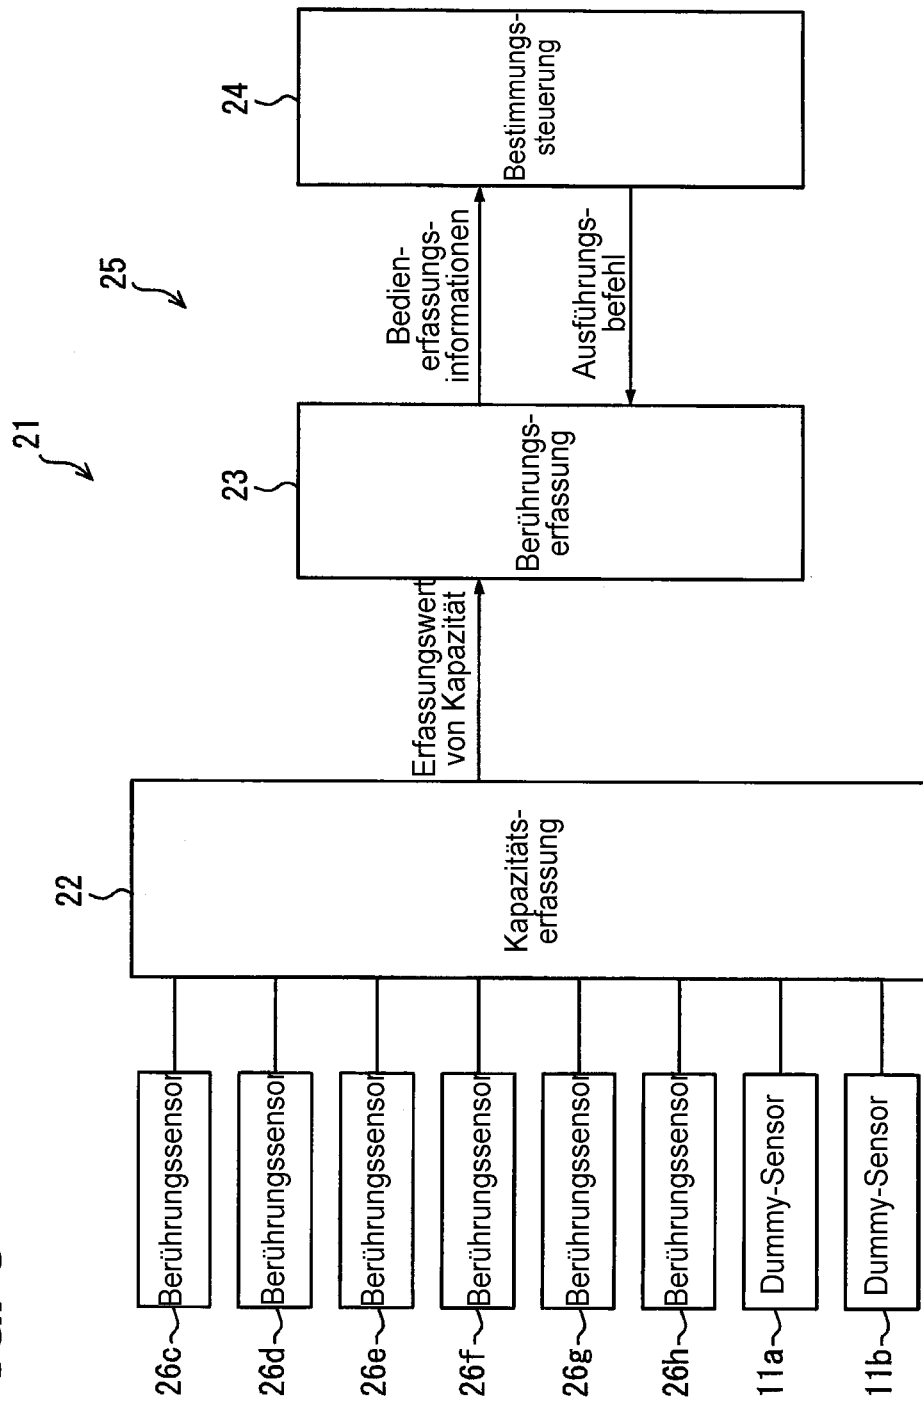 21
25
22
23
24
26c
Berührungssensor
26d
Berührungssensor
26e
Berührungssensor
26f
Berührungssensor
26g
Berührungssensor
26h
Berührungssensor
11a
Dummy-Sensor
11b
Dummy-Sensor
Kapazitäts-
erfassung
Erfassungswert
von Kapazität
Berührungs-
erfassung
Bedien-
erfassungs-
informationen
Ausführungs-
befehl
Bestimmungs-
steuerung